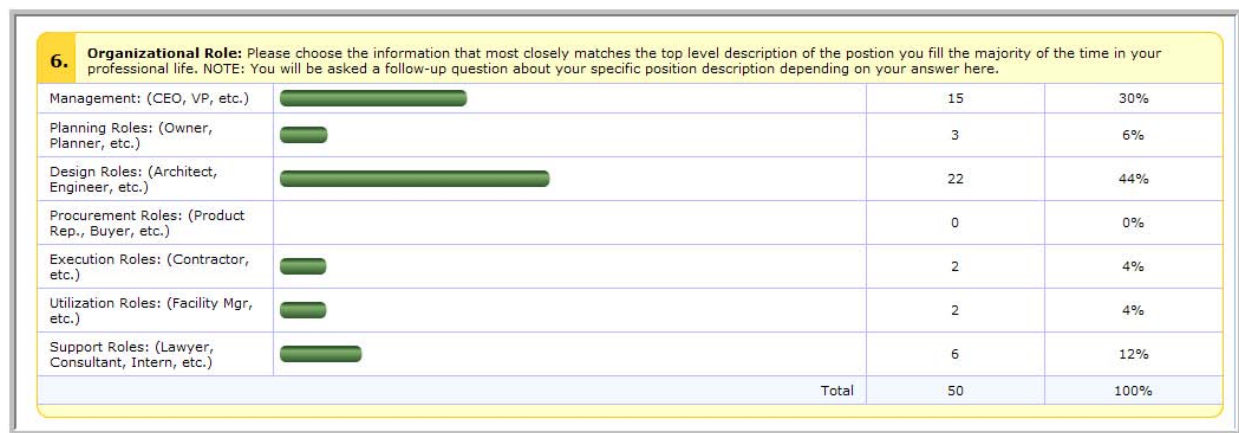 6.
Organizational Role: Please choose the information that most closely matches the top level description of the postion you fill the majority of the time in your
professional life. NOTE: You will be asked a follow-up question about your specific position description depending on your answer here.
Management: (CEO, VP, etc.) 15 30%
Planning Roles: (Owner,
Planner, etc.) 3 6%
Design Roles: (Architect,
Engineer, etc.) 22 44%
Procurement Roles: (Product
Rep., Buyer, etc.) 0 0%
Execution Roles: (Contractor,
etc.) 2 4%
Utilization Roles: (Facility Mgr,
etc.) 2 4%
Support Roles: (Lawyer,
Consultant, Intern, etc.) 6 12%
Total 50 100%